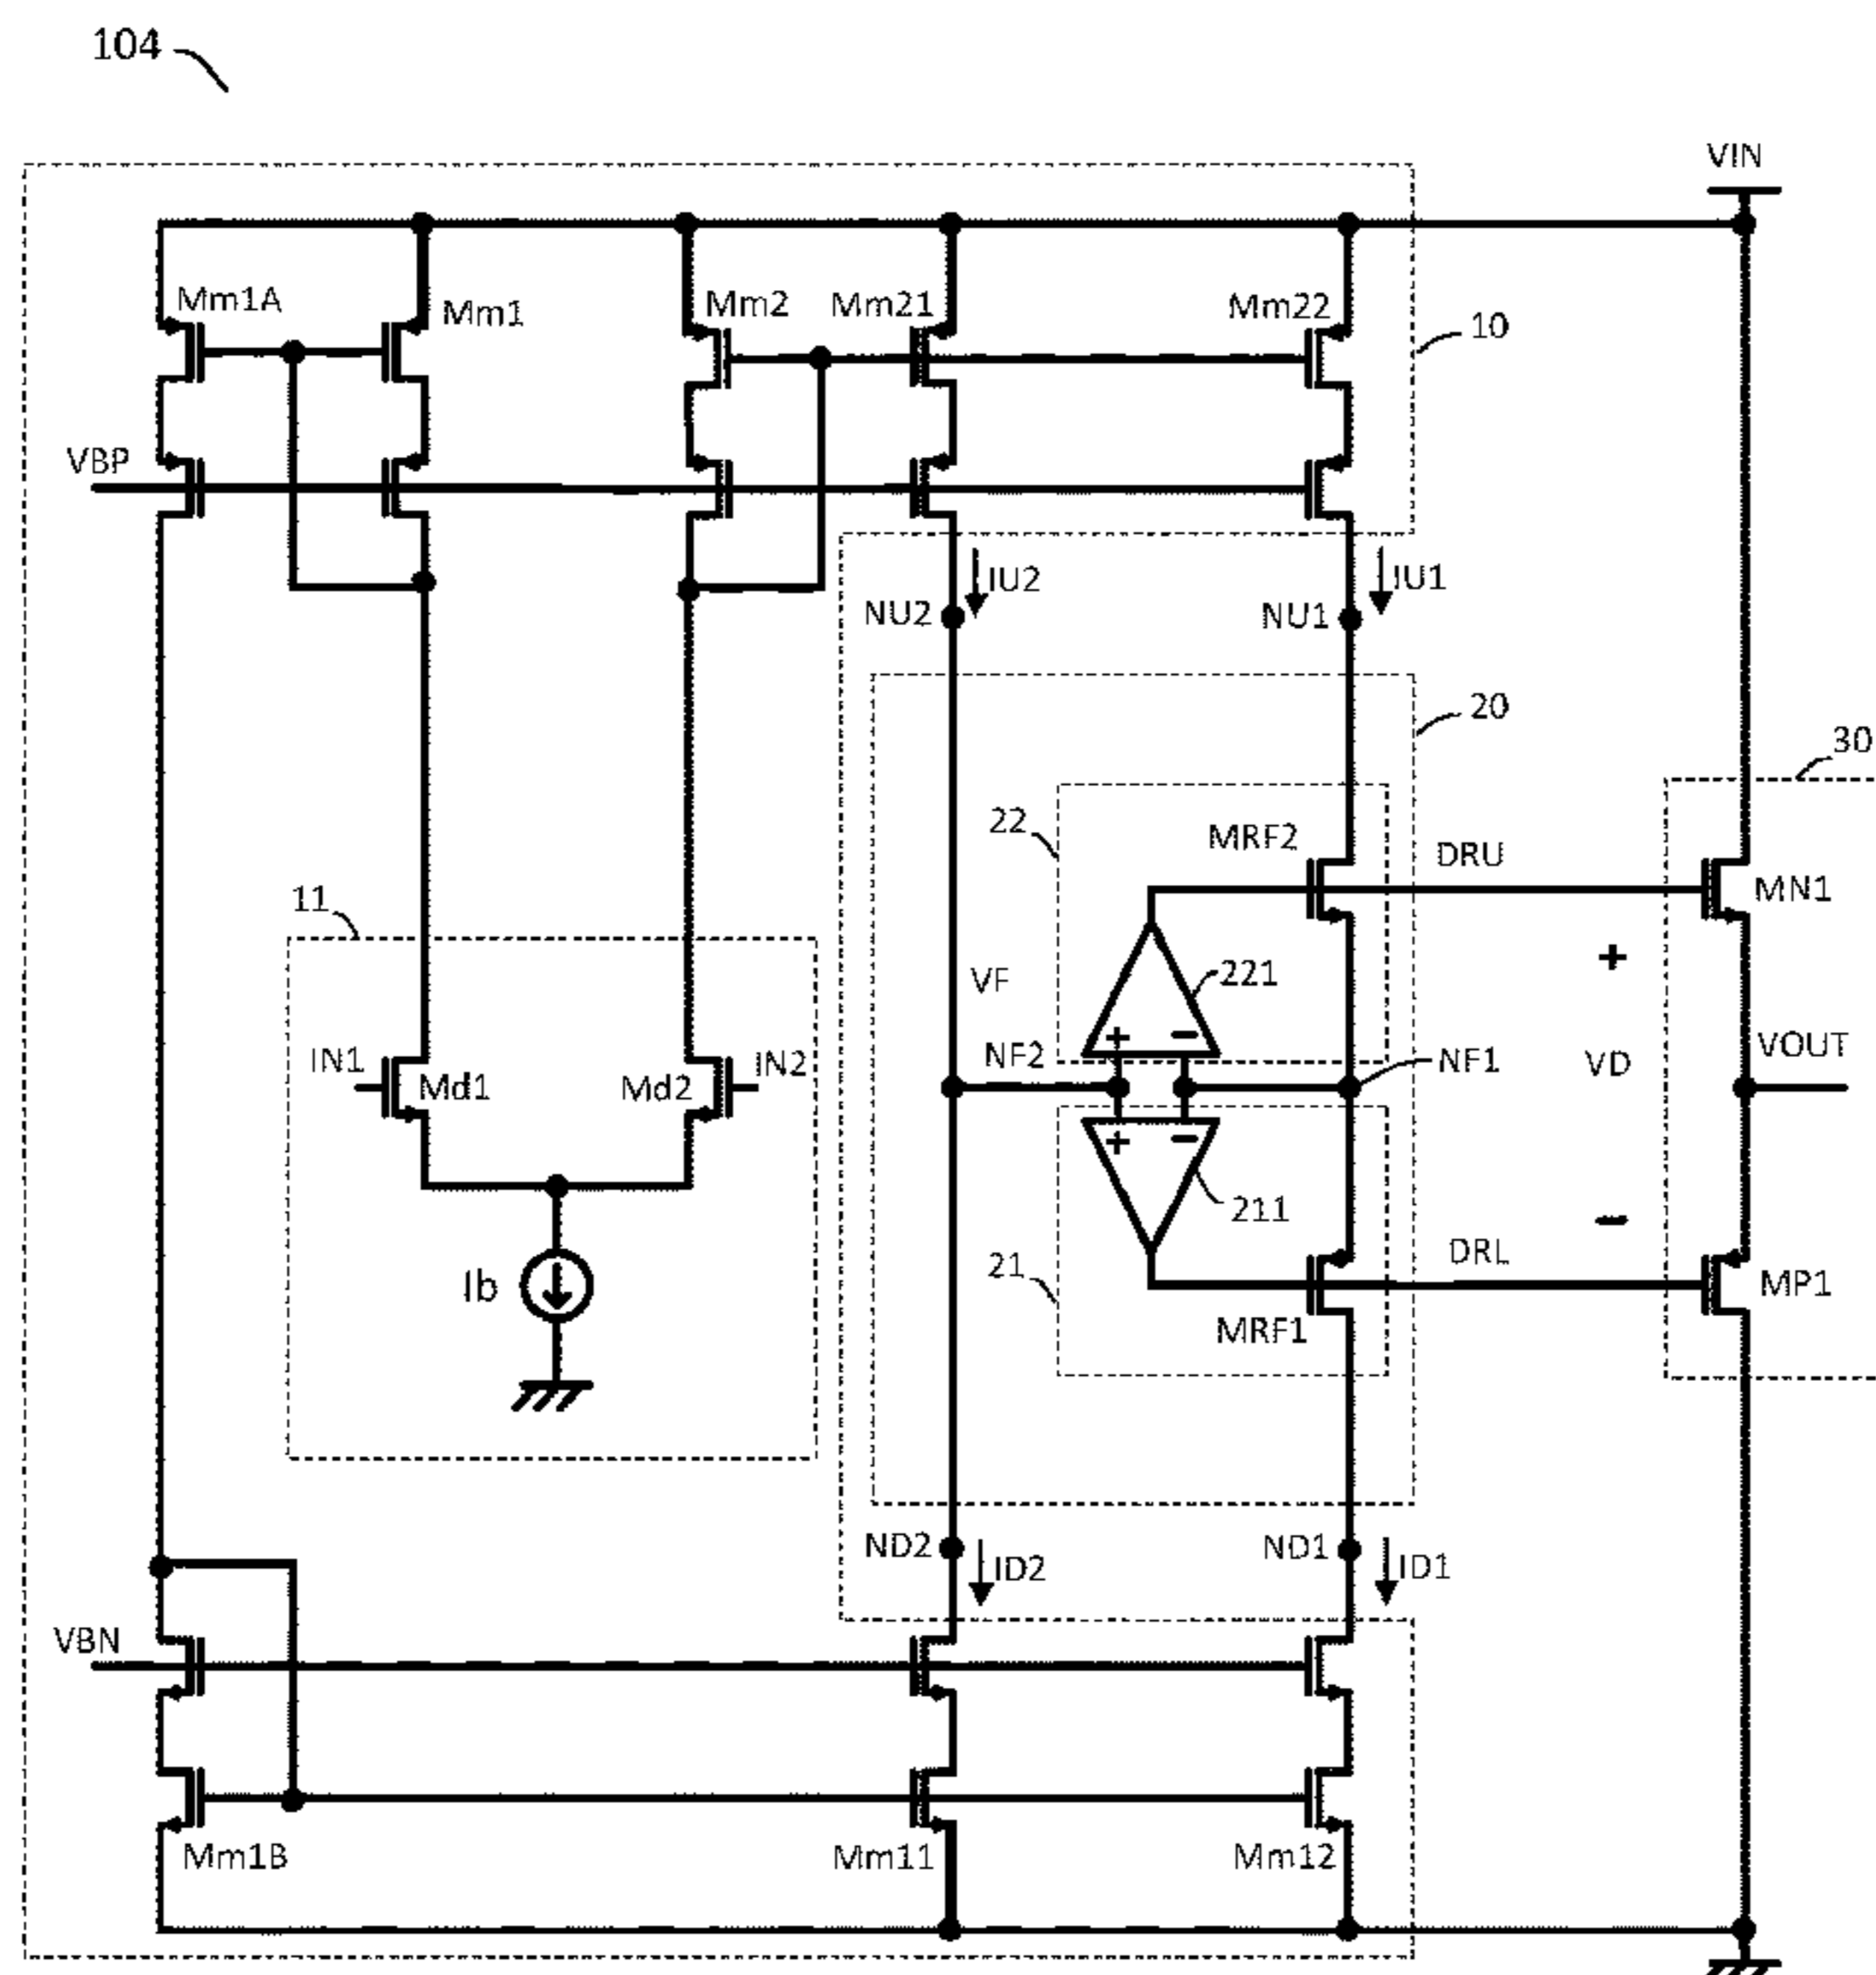 104
VIN
Mm1A
Mm1
Mm2
Mm21
Mm22
10
VBP
IU2
IU1
NU2
NU1
20
30
22
MRF2
DRU
MN1
11
+
221
VF
IN1
Md1
Md2
IN2
NF2
+ −
NF1
VD
VOUT
+ −
211
−
Ib
21
DRL
MP1
MRF1
ND2
ID2
ND1
ID1
VBN
Mm1B
Mm11
Mm12